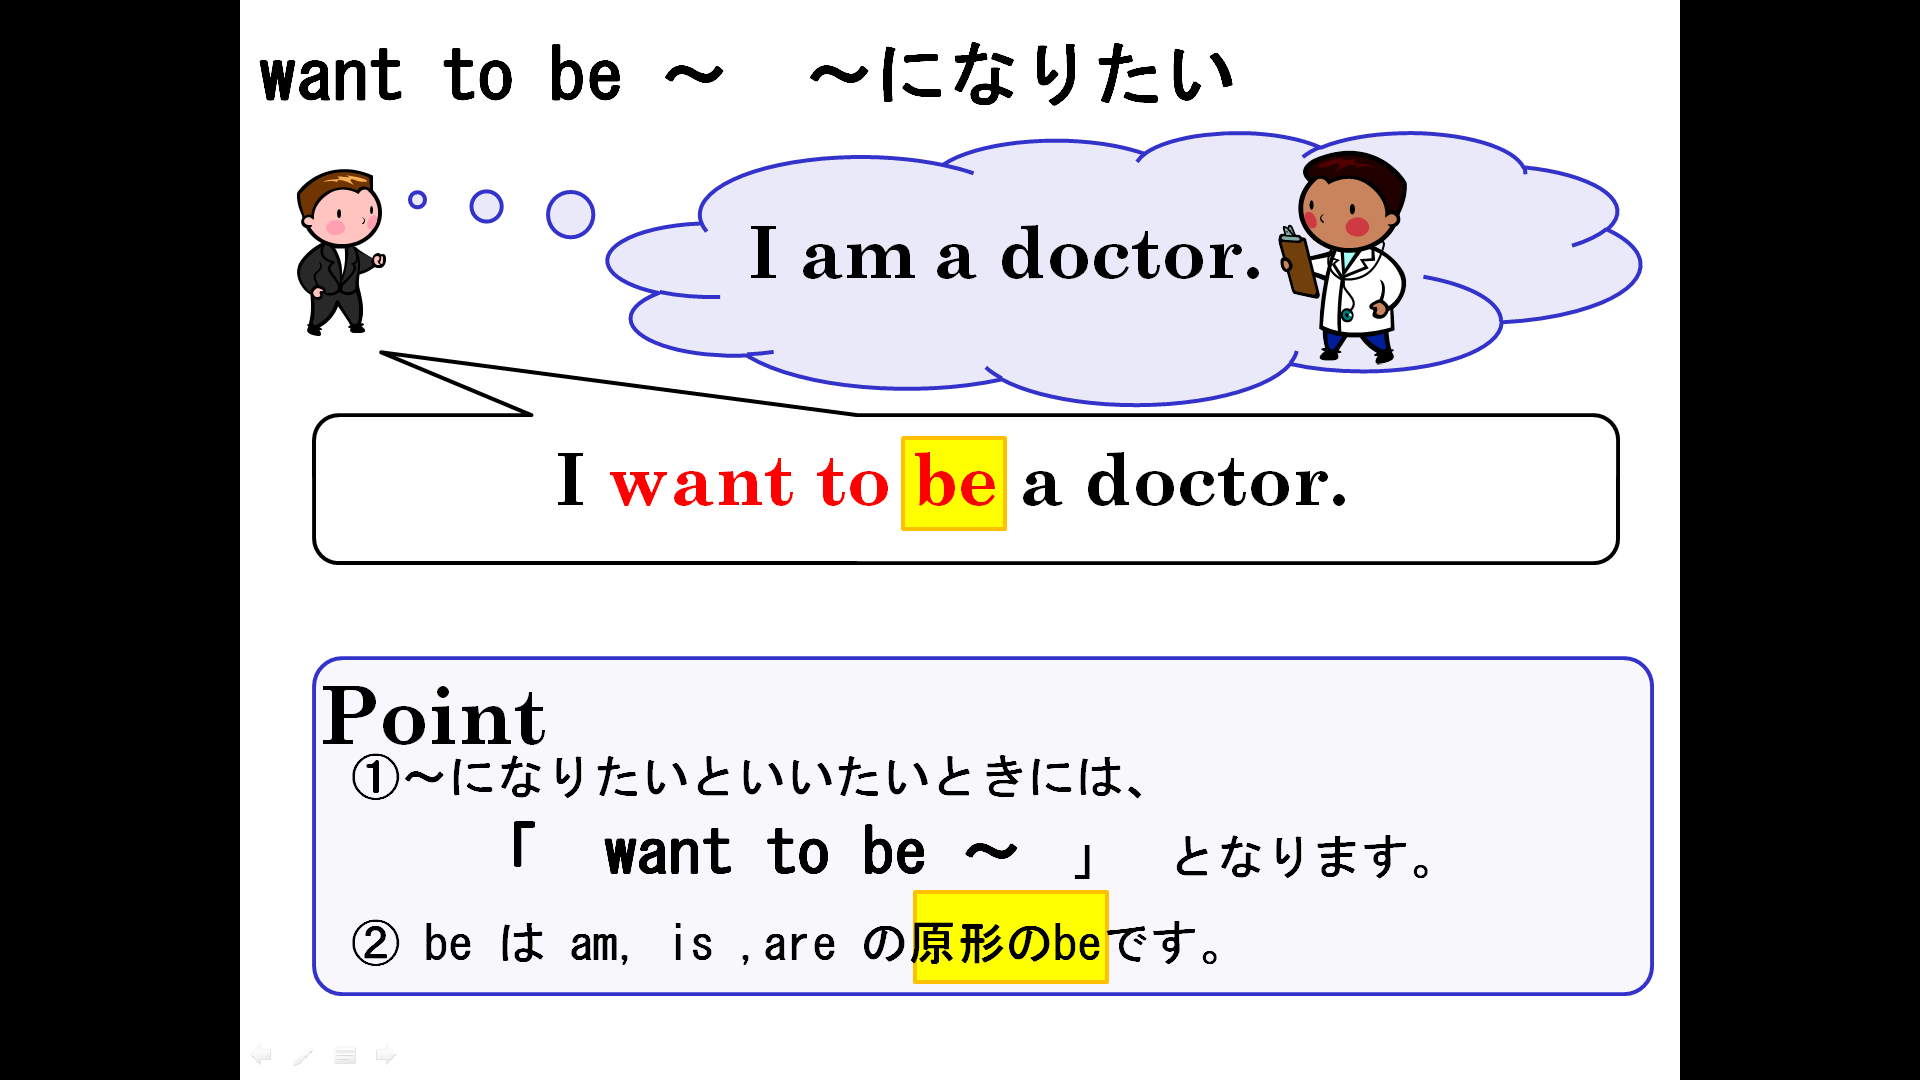 want to be ～　～になりたい
I am a doctor.
I want to be a doctor.
Point
①～になりたいといいたいときには、
「　want to be ～　」　となります。
② be は am, is ,are の原形のbeです。